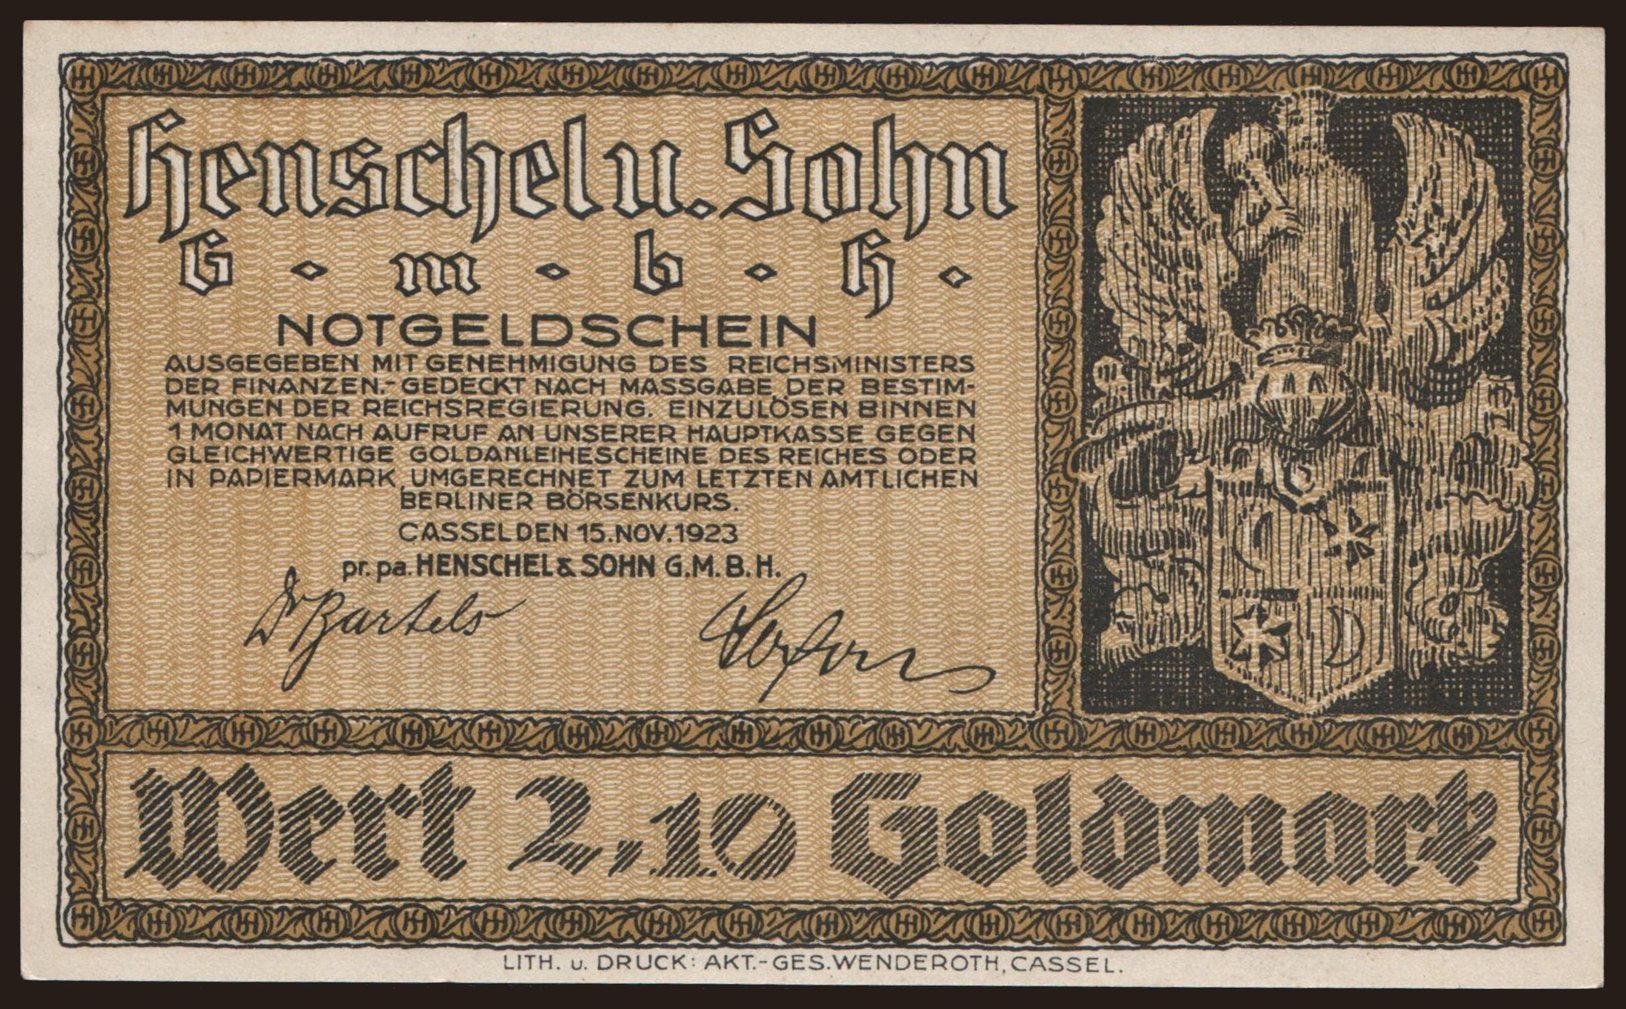 Henschel u. Sohn
G · m · b · H ·
NOTGELDSCHEIN
AUSGEGEBEN MIT GENEHMIGUNG DES REICHSMINISTERS
DER FINANZEN.-GEDECKT NACH MASSGABE DER BESTIM-
MUNGEN DER REICHSREGIERUNG. EINZULÖSEN BINNEN
1 MONAT NACH AUFRUF AN UNSERER HAUPTKASSE GEGEN
GLEICHWERTIGE GOLDANLEIHESCHEINE DES REICHES ODER
IN PAPIERMARK, UMGERECHNET ZUM LETZTEN AMTLICHEN
BERLINER BÖRSENKURS.
CASSEL DEN 15. NOV. 1923
pr. pa. HENSCHEL & SOHN G.M.B.H.
Dr Bartels
Wert 2,10 Goldmark
LITH. u. DRUCK: AKT.-GES. WENDEROTH, CASSEL.